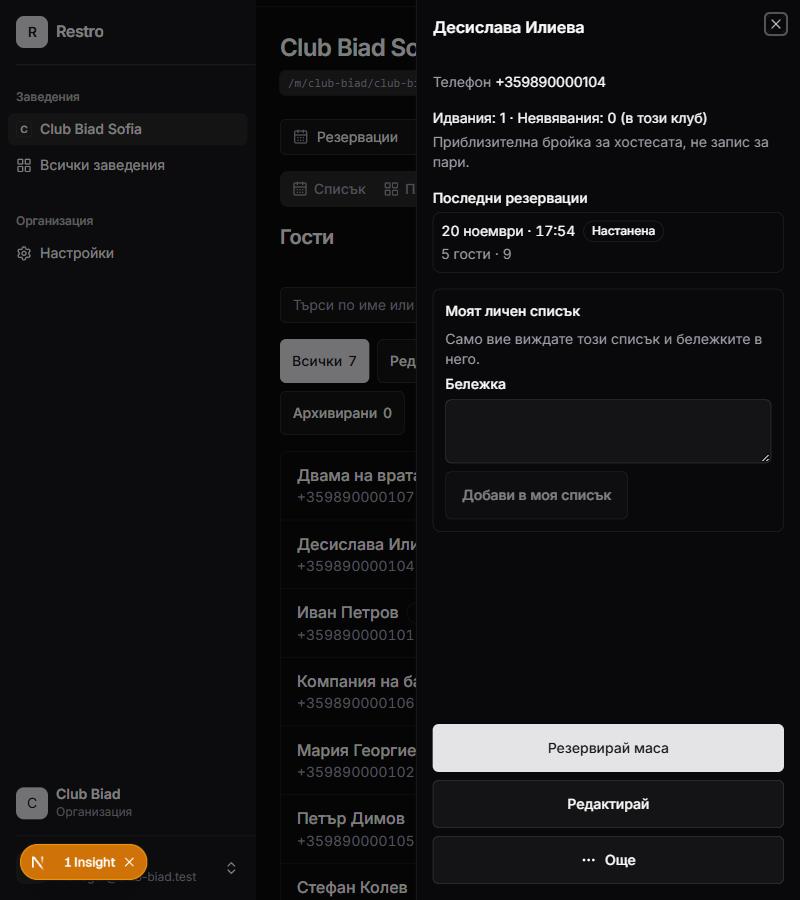 R Restro
Заведения
C Club Biad Sofia
Всички заведения
Организация
Настройки
C Club Biad
Организация
1 Insight
-biad.test
Club Biad So
/m/club-biad/club-bi
Резервации
Списък
Гости
Търси по име или
Всички 7
Ред
Архивирани 0
Двама на врата
+359890000107
Десислава Или
+359890000104
Иван Петров
+359890000101
Компания на ба
+359890000106
Мария Георгие
+359890000102
Петър Димов
+359890000105
Стефан Колев
Десислава Илиева
Телефон +359890000104
Идвания: 1 · Неявявания: 0 (в този клуб)
Приблизителна бройка за хостесата, не запис за
пари.
Последни резервации
20 ноември · 17:54 Настанена
5 гости · 9
Моят личен списък
Само вие виждате този списък и бележките в
него.
Бележка
Добави в моя списък
Резервирай маса
Редактирай
Още